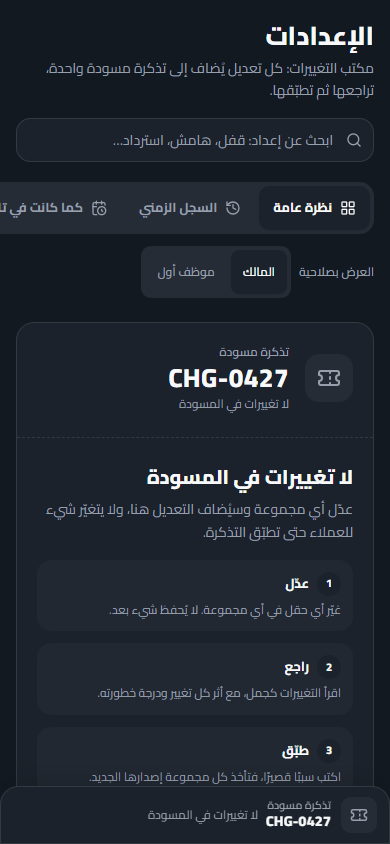 الإعدادات
مكتب التغييرات: كل تعديل يُضاف إلى تذكرة مسودة واحدة،
تراجعها ثم تطبّقها.
ابحث عن إعداد: قفل، هامش، استرداد...
نظرة عامة
السجل الزمني
كما كانت في
العرض بصلاحية
المالك
موظف أول
تذكرة مسودة
CHG-0427
لا تغييرات في المسودة
لا تغييرات في المسودة
عدّل أي مجموعة وسيُضاف التعديل هنا، ولا يتغيّر شيء
للعملاء حتى تطبّق التذكرة.
1 عدّل
غيّر أي حقل في أي مجموعة. لا يُحفظ شيء بعد.
2 راجع
اقرأ التغييرات كجمل، مع أثر كل تغيير ودرجة خطورته.
3 طبّق
اكتب سببًا قصيرًا، فتأخذ كل مجموعة إصدارها الجديد.
تذكرة مسودة
CHG-0427 لا تغييرات في المسودة